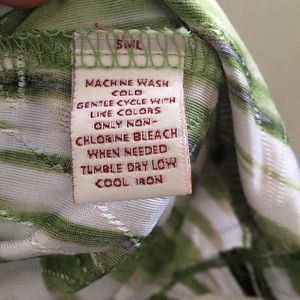 MACHINE WASH
COLD
GENTLE CYCLE WITH
LIKE COLORS
ONLY NON-
CHLORINE BLEACH
WHEN NEEDED
TUMBLE DRY LOW
COOL IRON